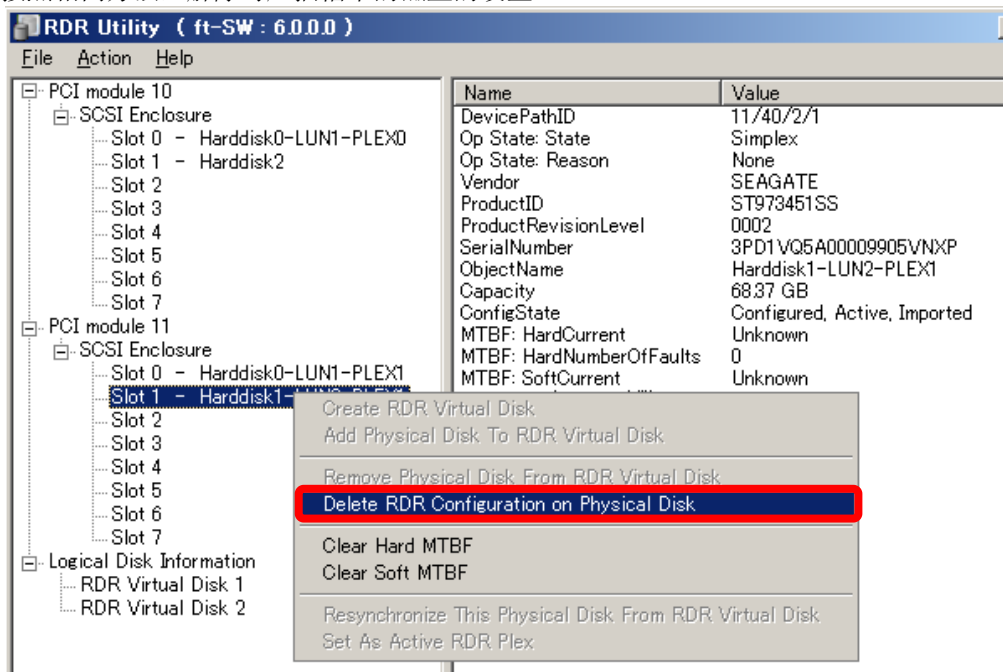 RDR Utility ( ft-SW : 6.0.0.0 )
File Action Help
PCI module 10
SCSI Enclosure
Slot 0 - Harddisk0-LUN1-PLEX0
Slot 1 - Harddisk2
Slot 2
Slot 3
Slot 4
Slot 5
Slot 6
Slot 7
PCI module 11
SCSI Enclosure
Slot 0 - Harddisk0-LUN1-PLEX1
Slot 1 - Harddisk1-
Slot 2
Slot 3
Slot 4
Slot 5
Slot 6
Slot 7
Logical Disk Information
RDR Virtual Disk 1
RDR Virtual Disk 2
Name Value
DevicePathID 11/40/2/1
Op State: State Simplex
Op State: Reason None
Vendor SEAGATE
ProductID ST973451SS
ProductRevisionLevel 0002
SerialNumber 3PD1VQ5A00009905VNXP
ObjectName Harddisk1-LUN2-PLEX1
Capacity 68.37 GB
ConfigState Configured, Active, Imported
MTBF: HardCurrent Unknown
MTBF: HardNumberOfFaults 0
MTBF: SoftCurrent Unknown
Create RDR Virtual Disk
Add Physical Disk To RDR Virtual Disk
Remove Physical Disk From RDR Virtual Disk
Delete RDR Configuration on Physical Disk
Clear Hard MTBF
Clear Soft MTBF
Resynchronize This Physical Disk From RDR Virtual Disk
Set As Active RDR Plex